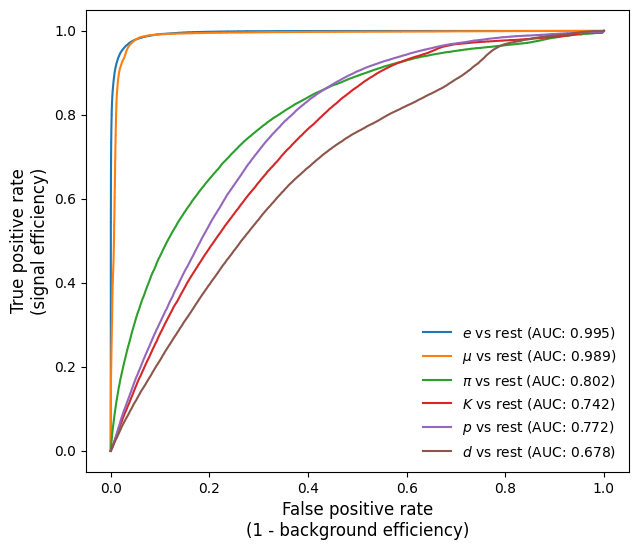 1.0
0.8
0.6
0.4
0.2
0.0
True positive rate
(signal efficiency)
e vs rest (AUC: 0.995)
μ vs rest (AUC: 0.989)
π vs rest (AUC: 0.802)
K vs rest (AUC: 0.742)
p vs rest (AUC: 0.772)
d vs rest (AUC: 0.678)
0.0 0.2 0.4 0.6 0.8 1.0
False positive rate
(1 - background efficiency)